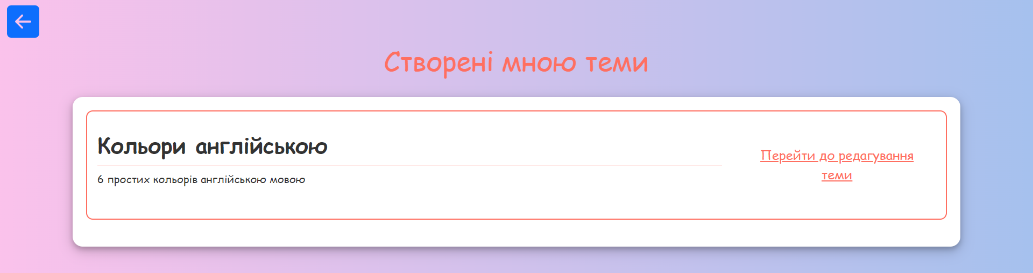 Створені мною теми
Кольори англійською
6 простих кольорів англійською мовою
Перейти до редагування
теми